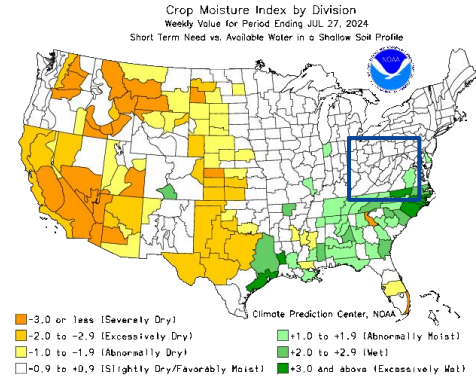 Crop Moisture Index by Division
Weekly Value for Period Ending JUL 27, 2024
Short Term Need vs. Available Water in a Shallow Soil Profile
NOAA
Climate Prediction Center, NOAA
-3.0 or less (Severely Dry)
-2.0 to -2.9 (Excessively Dry)
-1.0 to -1.9 (Abnormally Dry)
-0.9 to +0.9 (Slightly Dry/Favorably Moist)
+1.0 to +1.9 (Abnormally Moist)
+2.0 to +2.9 (Wet)
+3.0 and above (Excessively Wet)